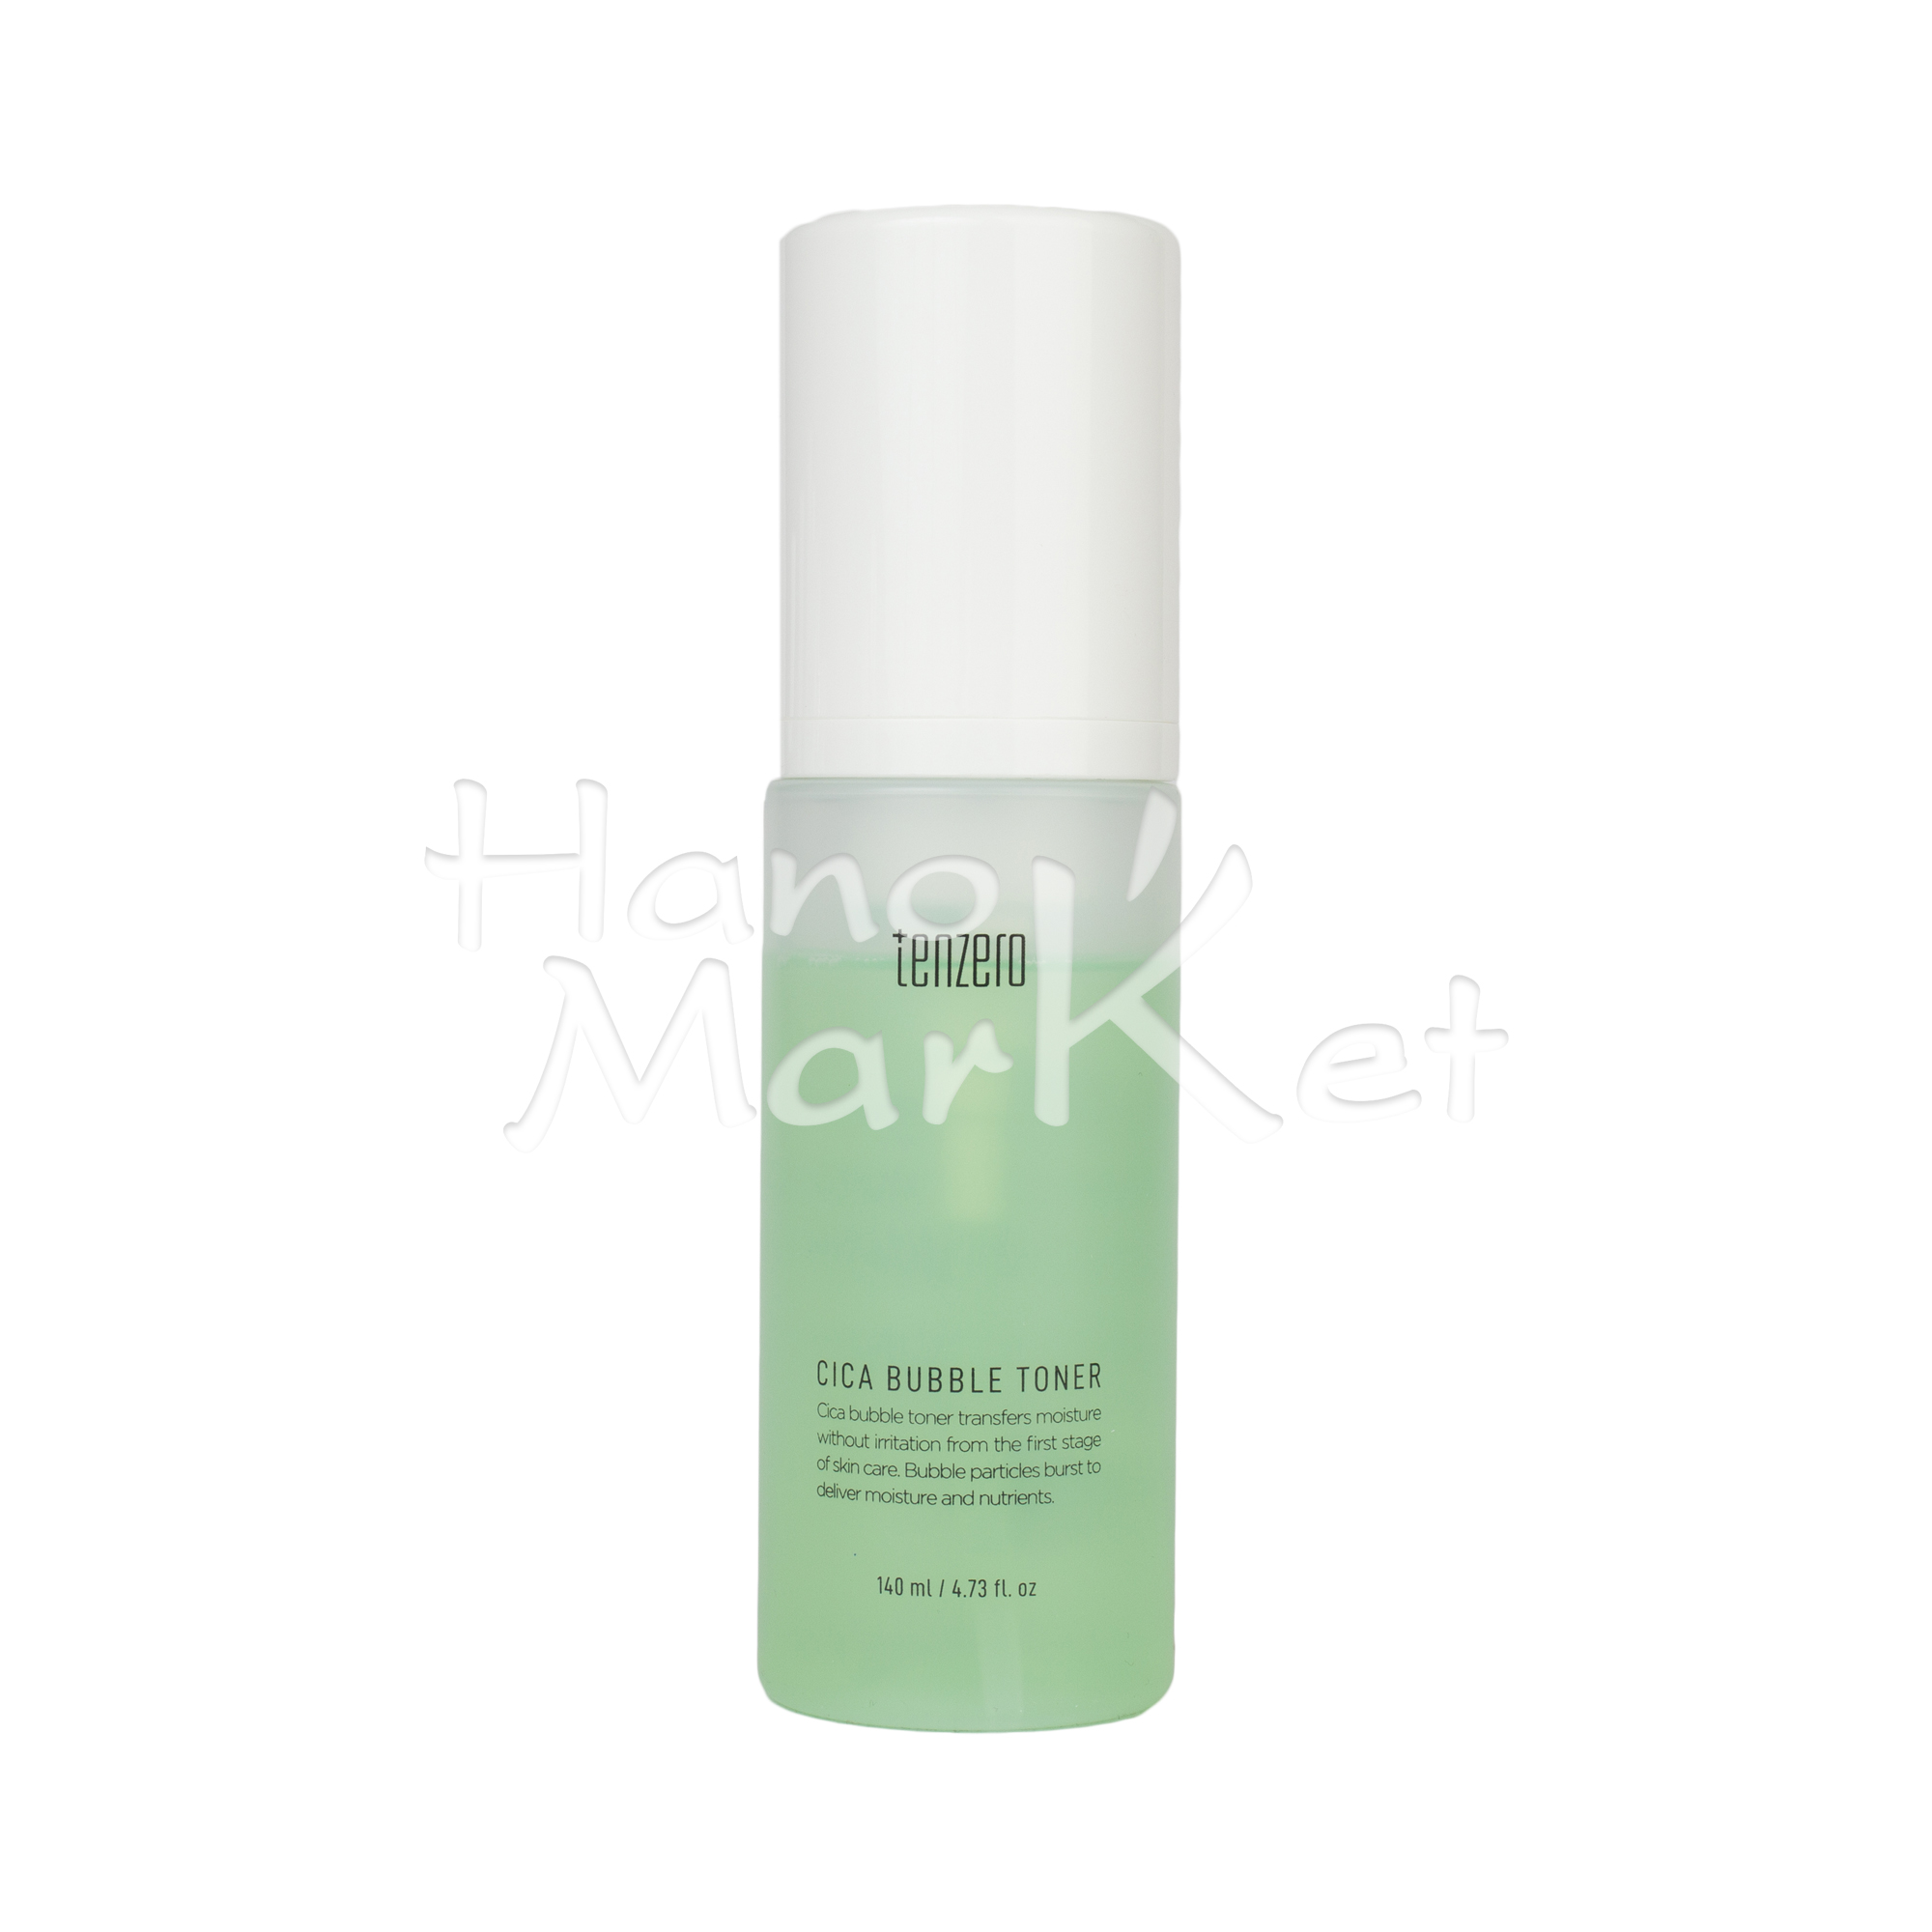 Hanok'
Market
tenzero
CICA BUBBLE TONER
Cica bubble toner transfers moisture
without irritation from the first stage
of skin care. Bubble particles burst to
deliver moisture and nutrients.
140 ml / 4.73 fl. oz